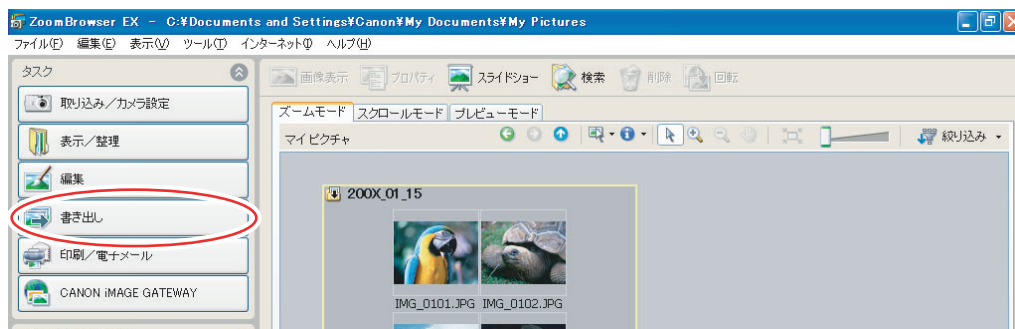 ZoomBrowser EX - C:¥Documents and Settings¥Canon¥My Documents¥My Pictures
ファイル(F) 編集(E) 表示(V) ツール(T) インターネット(I) ヘルプ(H)
タスク
取り込み/カメラ設定
表示/整理
編集
書き出し
印刷/電子メール
CANON iMAGE GATEWAY
画像表示 プロパティ スライドショー 検索 削除 回転
ズームモード スクロールモード プレビューモード
マイ ピクチャ
絞り込み
200X_01_15
IMG_0101.JPG IMG_0102.JPG